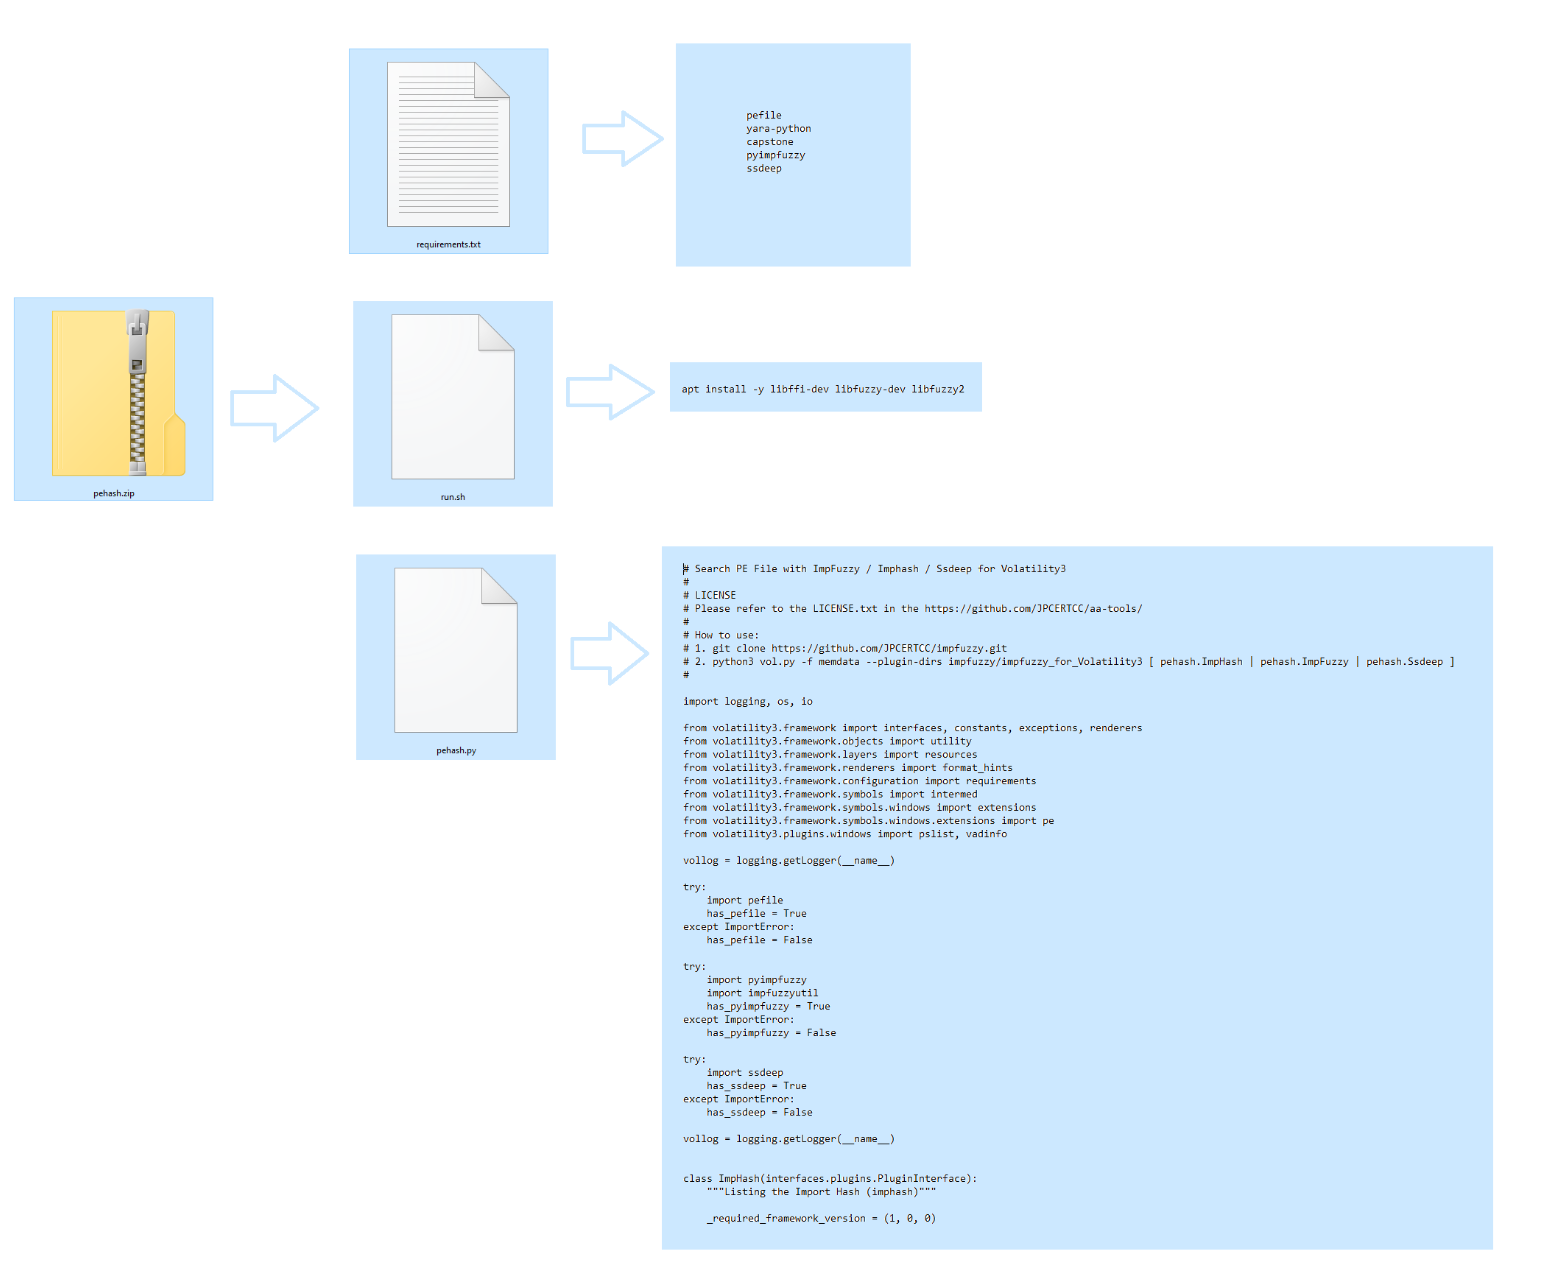 requirements.txt
pefile
yara-python
capstone
pyimpfuzzy
ssdeep
pehash.zip
run.sh
apt install -y libffi-dev libfuzzy-dev libfuzzy2
pehash.py
# Search PE File with ImpFuzzy / Imphash / Ssdeep for Volatility3
#
# LICENSE
# Please refer to the LICENSE.txt in the https://github.com/JPCERTCC/aa-tools/
#
# How to use:
# 1. git clone https://github.com/JPCERTCC/impfuzzy.git
# 2. python3 vol.py -f memdata --plugin-dirs impfuzzy/impfuzzy_for_Volatility3 [ pehash.ImpHash | pehash.ImpFuzzy | pehash.Ssdeep ]
#
import logging, os, io
from volatility3.framework import interfaces, constants, exceptions, renderers
from volatility3.framework.objects import utility
from volatility3.framework.layers import resources
from volatility3.framework.renderers import format_hints
from volatility3.framework.configuration import requirements
from volatility3.framework.symbols import intermed
from volatility3.framework.symbols.windows import extensions
from volatility3.framework.symbols.windows.extensions import pe
from volatility3.plugins.windows import pslist, vadinfo
vollog = logging.getLogger(__name__)
try:
    import pefile
    has_pefile = True
except ImportError:
    has_pefile = False
try:
    import pyimpfuzzy
    import impfuzzyutil
    has_pyimpfuzzy = True
except ImportError:
    has_pyimpfuzzy = False
try:
    import ssdeep
    has_ssdeep = True
except ImportError:
    has_ssdeep = False
vollog = logging.getLogger(__name__)
class ImpHash(interfaces.plugins.PluginInterface):
    """Listing the Import Hash (imphash)"""
    _required_framework_version = (1, 0, 0)